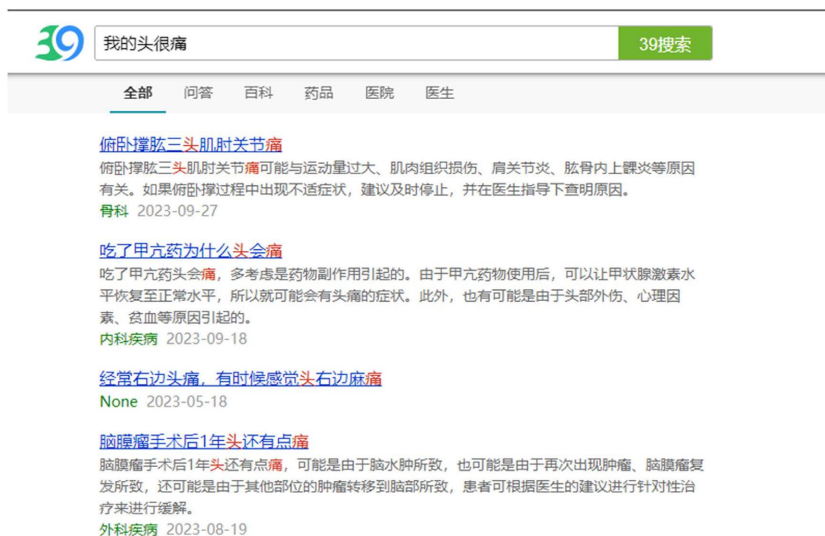 39
我的头很痛
39搜索
全部 问答 百科 药品 医院 医生
俯卧撑肱三头肌肘关节痛
俯卧撑肱三头肌肘关节痛可能与运动量过大、肌肉组织损伤、肩关节炎、肱骨内上髁炎等原因
有关。如果俯卧撑过程中出现不适症状，建议及时停止，并在医生指导下查明原因。
骨科 2023-09-27
吃了甲亢药为什么头会痛
吃了甲亢药头会痛，多考虑是药物副作用引起的。由于甲亢药物使用后，可以让甲状腺激素水
平恢复至正常水平，所以就可能会有头痛的症状。此外，也有可能是由于头部外伤、心理因
素、贫血等原因引起的。
内科疾病 2023-09-18
经常右边头痛，有时候感觉头右边麻痛
None 2023-05-18
脑膜瘤手术后1年头还有点痛
脑膜瘤手术后1年头还有点痛，可能是由于脑水肿所致，也可能是由于再次出现肿瘤、脑膜瘤复
发所致，还可能是由于其他部位的肿瘤转移到脑部所致，患者可根据医生的建议进行针对性治
疗来进行缓解。
外科疾病 2023-08-19